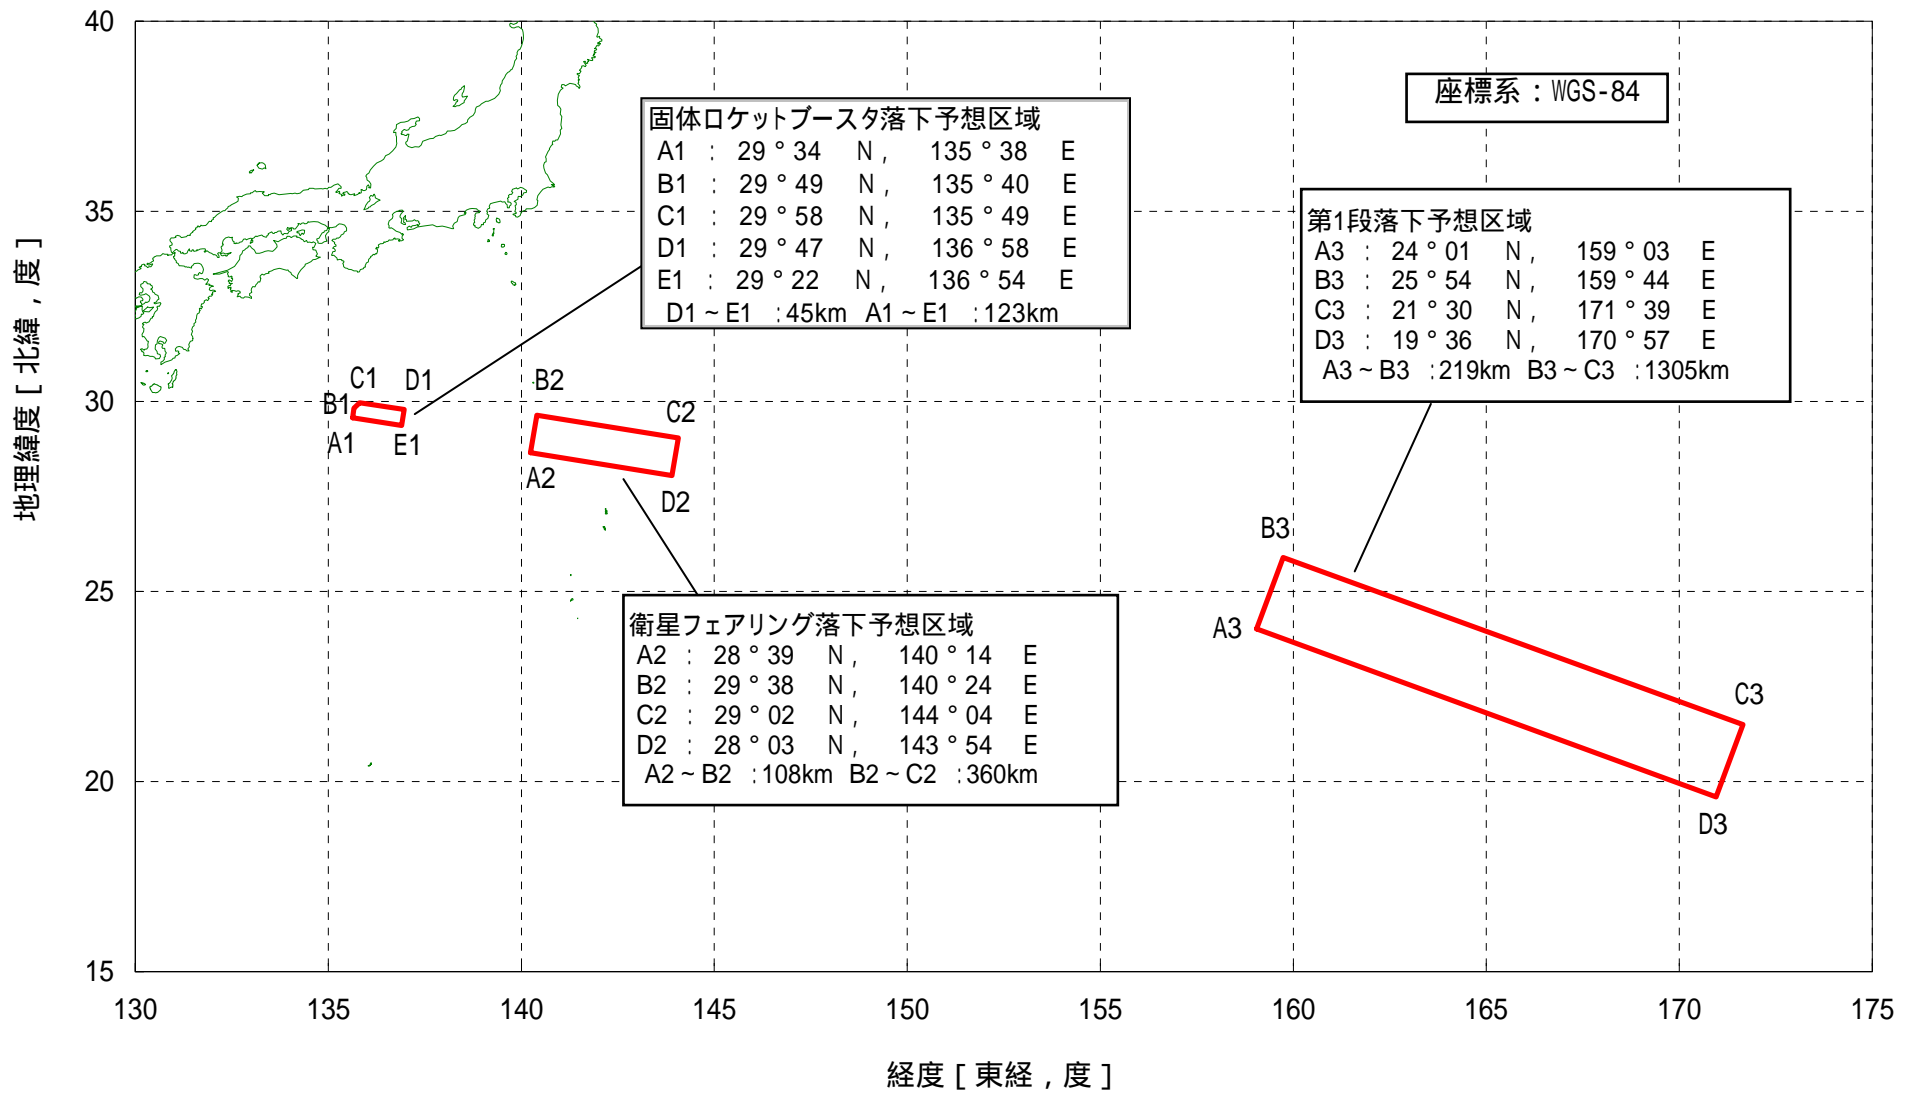 座標系：WGS-84
固体ロケットブースタ落下予想区域
A1 : 29 ° 34 N , 135 ° 38 E
B1 : 29 ° 49 N , 135 ° 40 E
C1 : 29 ° 58 N , 135 ° 49 E
D1 : 29 ° 47 N , 136 ° 58 E
E1 : 29 ° 22 N , 136 ° 54 E
D1 ~ E1 : 45km A1 ~ E1 : 123km
第1段落下予想区域
A3 : 24 ° 01 N , 159 ° 03 E
B3 : 25 ° 54 N , 159 ° 44 E
C3 : 21 ° 30 N , 171 ° 39 E
D3 : 19 ° 36 N , 170 ° 57 E
A3 ~ B3 : 219km B3 ~ C3 : 1305km
衛星フェアリング落下予想区域
A2 : 28 ° 39 N , 140 ° 14 E
B2 : 29 ° 38 N , 140 ° 24 E
C2 : 29 ° 02 N , 144 ° 04 E
D2 : 28 ° 03 N , 143 ° 54 E
A2 ~ B2 : 108km B2 ~ C2 : 360km
C1
D1
B1
A1
E1
B2
C2
A2
D2
B3
A3
C3
D3
地理緯度 [ 北緯 , 度 ]
40
35
30
25
20
15
130 135 140 145 150 155 160 165 170 175
経度 [ 東経 , 度 ]